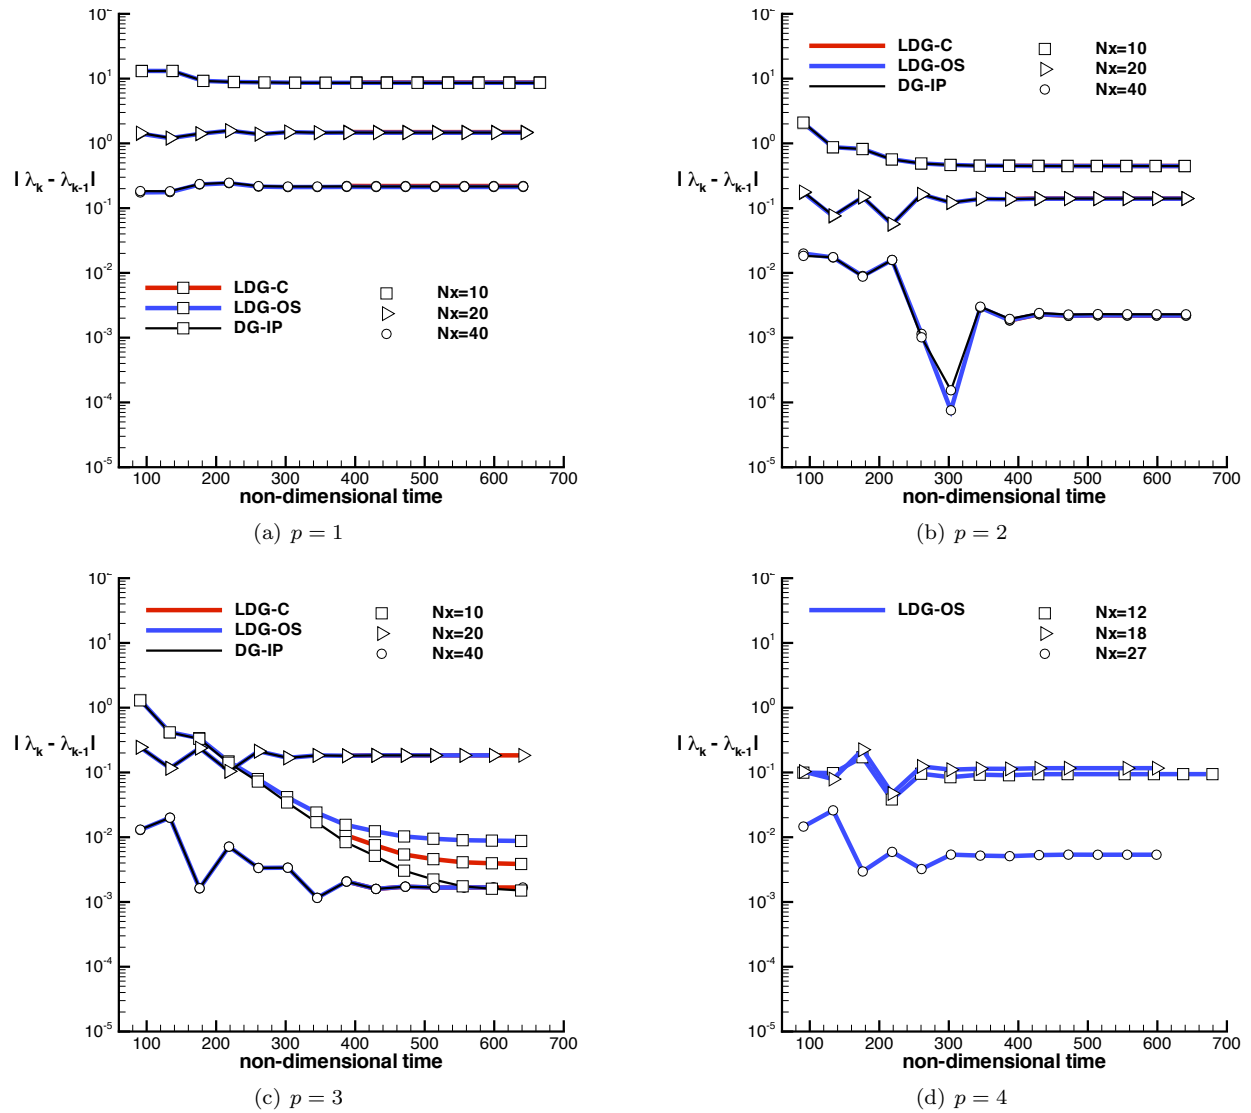 10²
10¹
10⁰
| λₖ - λₖ₋₁|
10⁻¹
10⁻²
10⁻³
10⁻⁴
10⁻⁵
LDG-C
LDG-OS
DG-IP
Nx=10
Nx=20
Nx=40
100 200 300 400 500 600 700
non-dimensional time
(a) p = 1
10²
10¹
10⁰
| λₖ - λₖ₋₁|
10⁻¹
10⁻²
10⁻³
10⁻⁴
10⁻⁵
LDG-C
LDG-OS
DG-IP
Nx=10
Nx=20
Nx=40
100 200 300 400 500 600 700
non-dimensional time
(b) p = 2
10²
10¹
10⁰
| λₖ - λₖ₋₁|
10⁻¹
10⁻²
10⁻³
10⁻⁴
10⁻⁵
LDG-C
LDG-OS
DG-IP
Nx=10
Nx=20
Nx=40
100 200 300 400 500 600 700
non-dimensional time
(c) p = 3
10²
10¹
10⁰
| λₖ - λₖ₋₁|
10⁻¹
10⁻²
10⁻³
10⁻⁴
10⁻⁵
LDG-OS
Nx=12
Nx=18
Nx=27
100 200 300 400 500 600 700
non-dimensional time
(d) p = 4